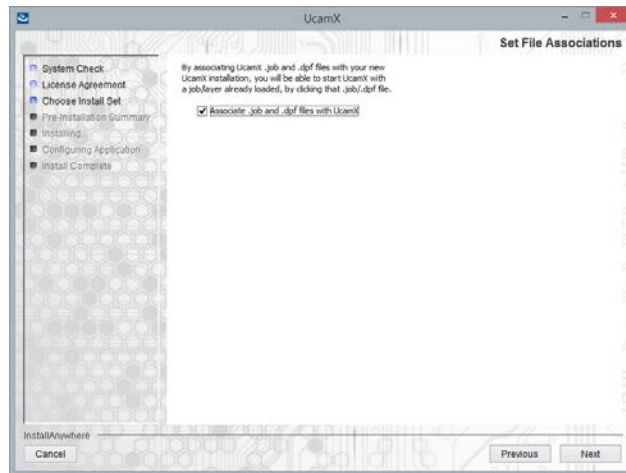 UcamX
Set File Associations
System Check
License Agreement
Choose Install Set
Pre-Installation Summary
Installing...
Configuring Application
Install Complete
By associating UcamX .job and .dpf files with your new
UcamX installation, you will be able to start UcamX with
a job/layer already loaded, by clicking that .job/.dpf file.
Associate .job and .dpf files with UcamX
InstallAnywhere
Cancel
Previous
Next